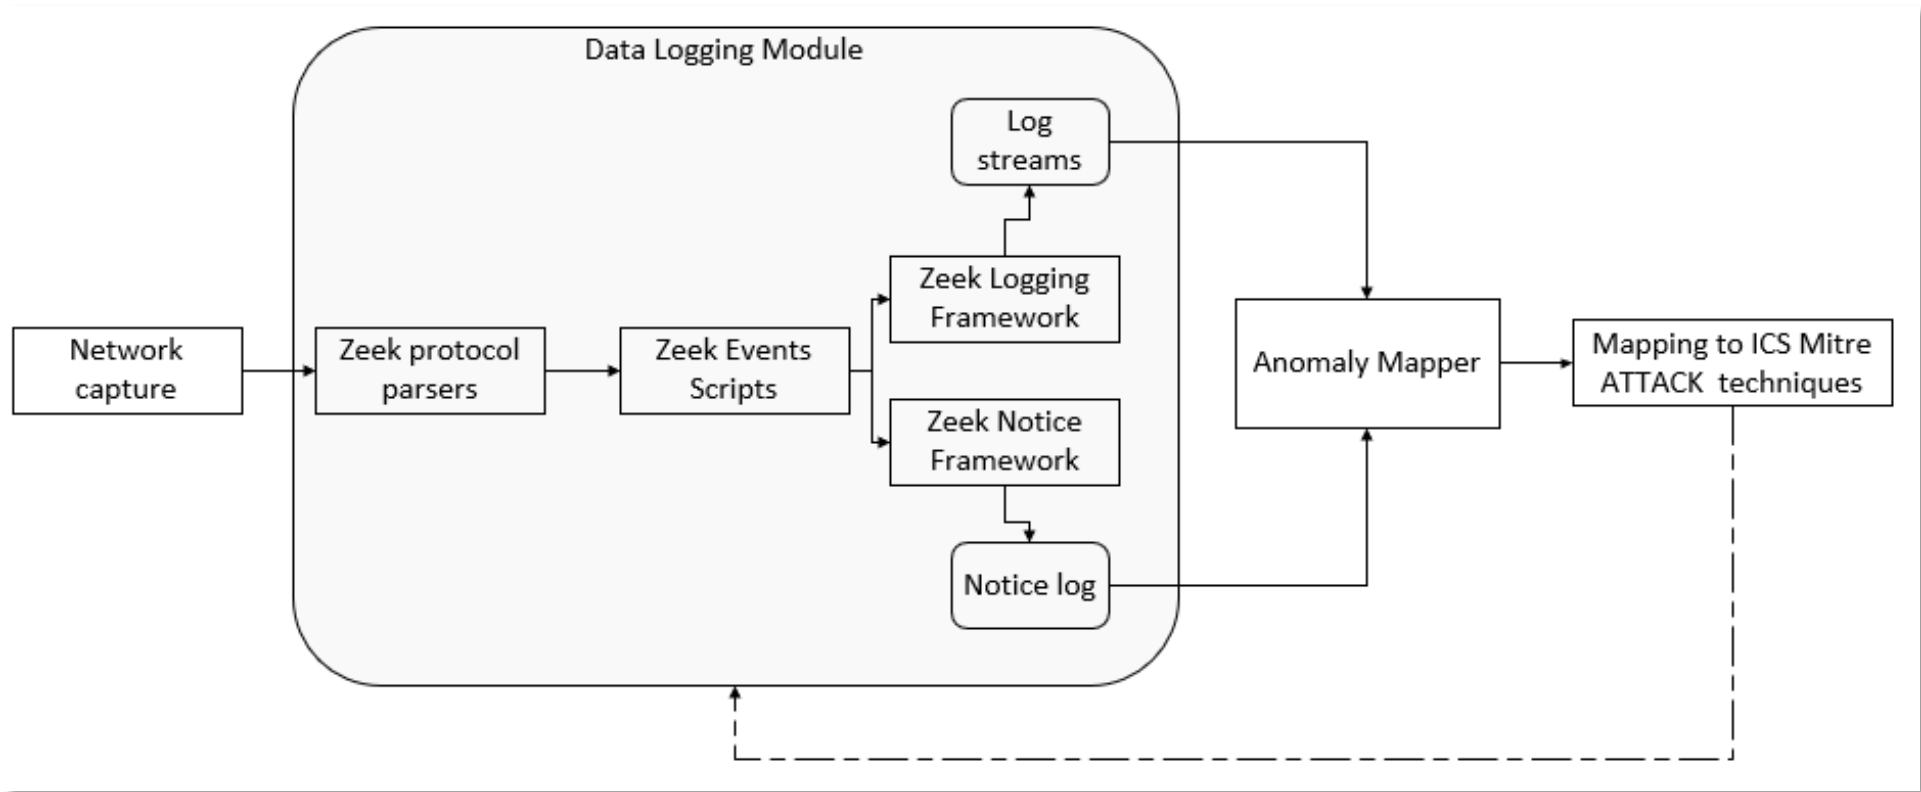 Data Logging Module
Log
streams
Zeek Logging
Framework
Network
capture
Zeek protocol
parsers
Zeek Events
Scripts
Anomaly Mapper
Mapping to ICS Mitre
ATTACK  techniques
Zeek Notice
Framework
Notice log